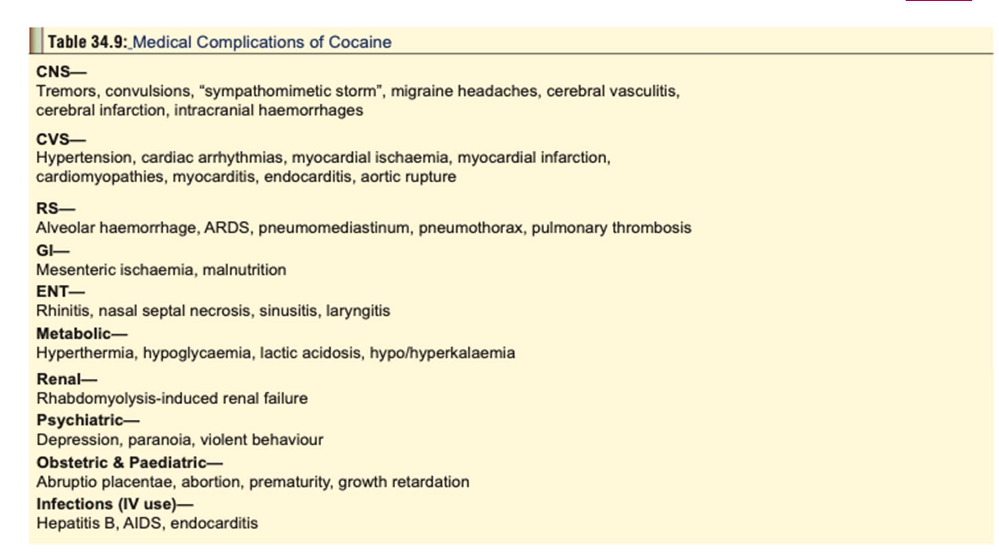 Table 34.9: Medical Complications of Cocaine
CNS—
Tremors, convulsions, “sympathomimetic storm”, migraine headaches, cerebral vasculitis,
cerebral infarction, intracranial haemorrhages
CVS—
Hypertension, cardiac arrhythmias, myocardial ischaemia, myocardial infarction,
cardiomyopathies, myocarditis, endocarditis, aortic rupture
RS—
Alveolar haemorrhage, ARDS, pneumomediastinum, pneumothorax, pulmonary thrombosis
GI—
Mesenteric ischaemia, malnutrition
ENT—
Rhinitis, nasal septal necrosis, sinusitis, laryngitis
Metabolic—
Hyperthermia, hypoglycaemia, lactic acidosis, hypo/hyperkalaemia
Renal—
Rhabdomyolysis-induced renal failure
Psychiatric—
Depression, paranoia, violent behaviour
Obstetric & Paediatric—
Abruptio placentae, abortion, prematurity, growth retardation
Infections (IV use)—
Hepatitis B, AIDS, endocarditis